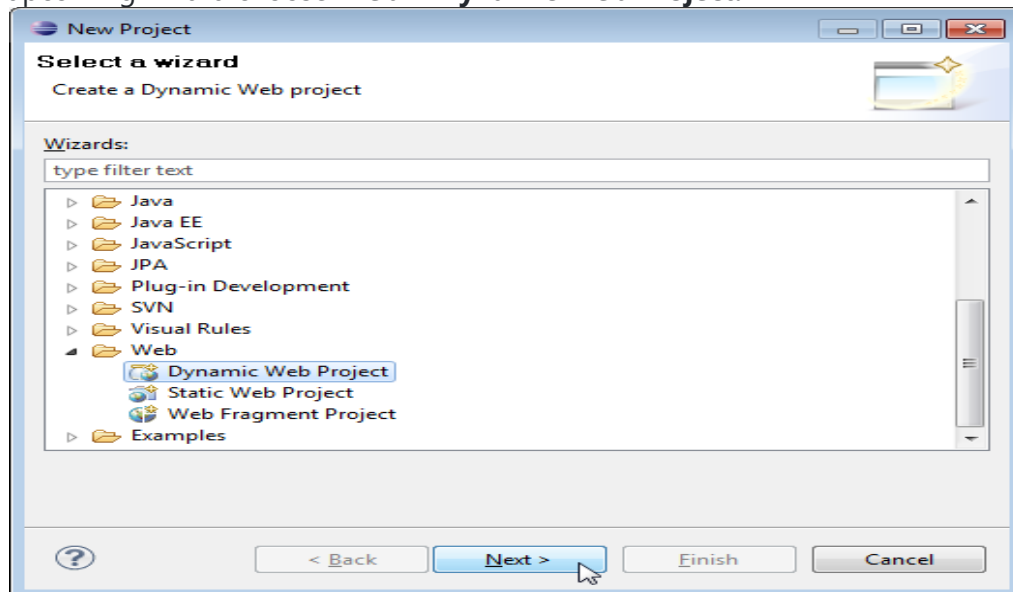 New Project
Select a wizard
Create a Dynamic Web project
Wizards:
type filter text
Java
Java EE
JavaScript
JPA
Plug-in Development
SVN
Visual Rules
Web
Dynamic Web Project
Static Web Project
Web Fragment Project
Examples
? < Back Next > Finish Cancel